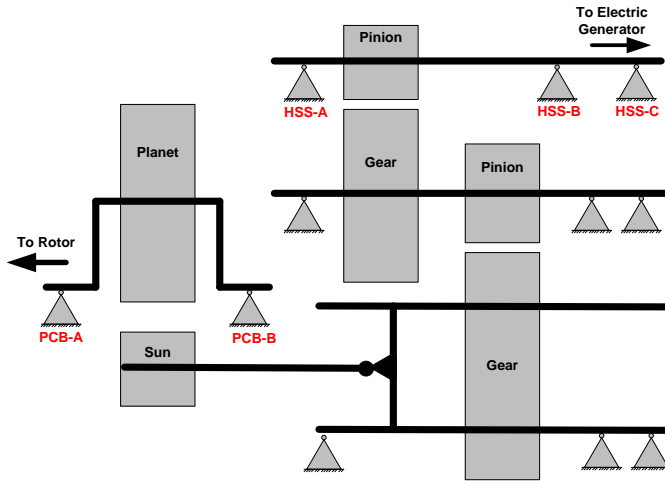 To Electric
Generator
Pinion
HSS-A
HSS-B
HSS-C
Planet
Gear
Pinion
To Rotor
PCB-A
PCB-B
Sun
Gear